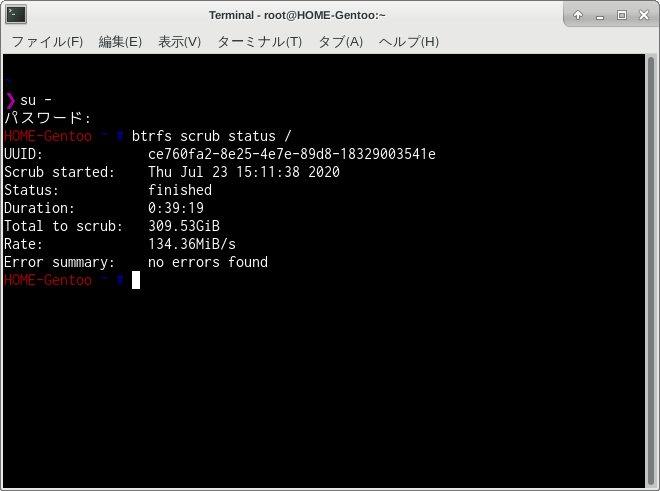 Terminal - root@HOME-Gentoo:~
ファイル(F) 編集(E) 表示(V) ターミナル(T) タブ(A) ヘルプ(H)
~
❯ su -
パスワード:
HOME-Gentoo ~ # btrfs scrub status /
UUID: ce760fa2-8e25-4e7e-89d8-18329003541e
Scrub started: Thu Jul 23 15:11:38 2020
Status: finished
Duration: 0:39:19
Total to scrub: 309.53GiB
Rate: 134.36MiB/s
Error summary: no errors found
HOME-Gentoo ~ #